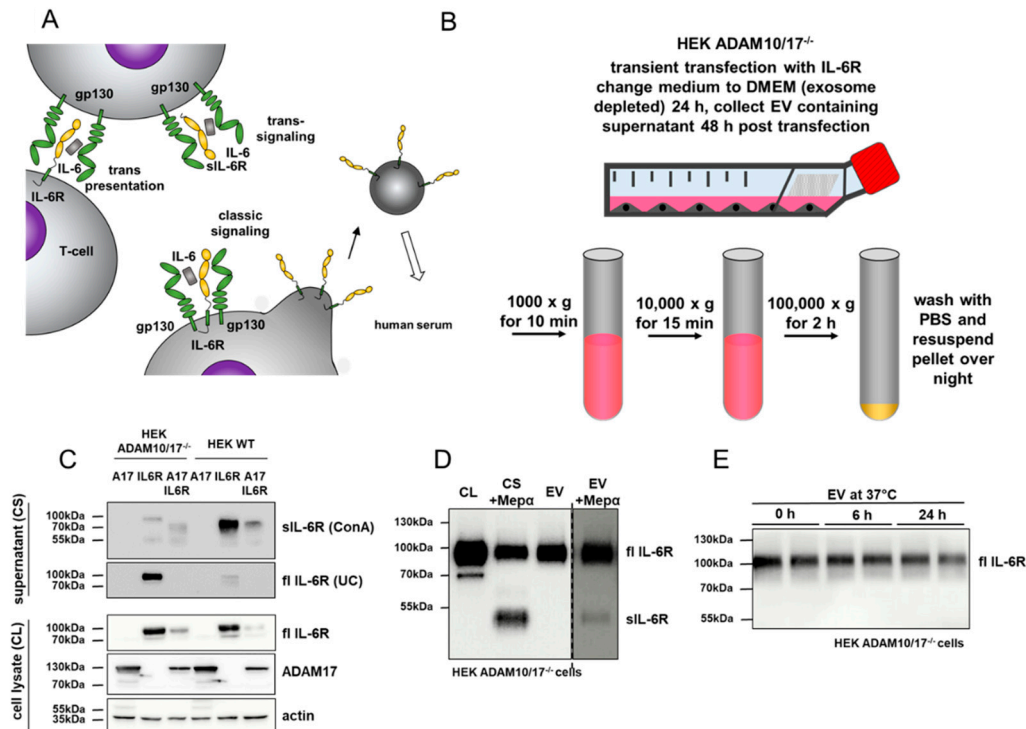 A
gp130
gp130
trans-
signaling
IL-6
sIL-6R
IL-6
trans
presentation
IL-6R
T-cell
classic
signaling
IL-6
gp130
gp130
IL-6R
human serum
B
HEK ADAM10/17-/-
transient transfection with IL-6R
change medium to DMEM (exosome
depleted) 24 h, collect EV containing
supernatant 48 h post transfection
1000 x g
for 10 min
10,000 x g
for 15 min
100,000 x g
for 2 h
wash with
PBS and
resuspend
pellet over
night
C
HEK
ADAM10/17-/-
HEK WT
A17 IL6R A17 IL6R A17 IL6R A17 IL6R
supernatant (CS)
100kDa
70kDa
55kDa
sIL-6R (ConA)
100kDa
70kDa
fl IL-6R (UC)
cell lysate (CL)
100kDa
70kDa
fl IL-6R
130kDa
70kDa
ADAM17
55kDa
35kDa
actin
D
CL
CS
+Mepα
EV
EV
+Mepα
130kDa
100kDa
70kDa
55kDa
fl IL-6R
sIL-6R
HEK ADAM10/17-/- cells
E
EV at 37°C
0 h 6 h 24 h
130kDa
100kDa
70kDa
55kDa
fl IL-6R
HEK ADAM10/17-/- cells